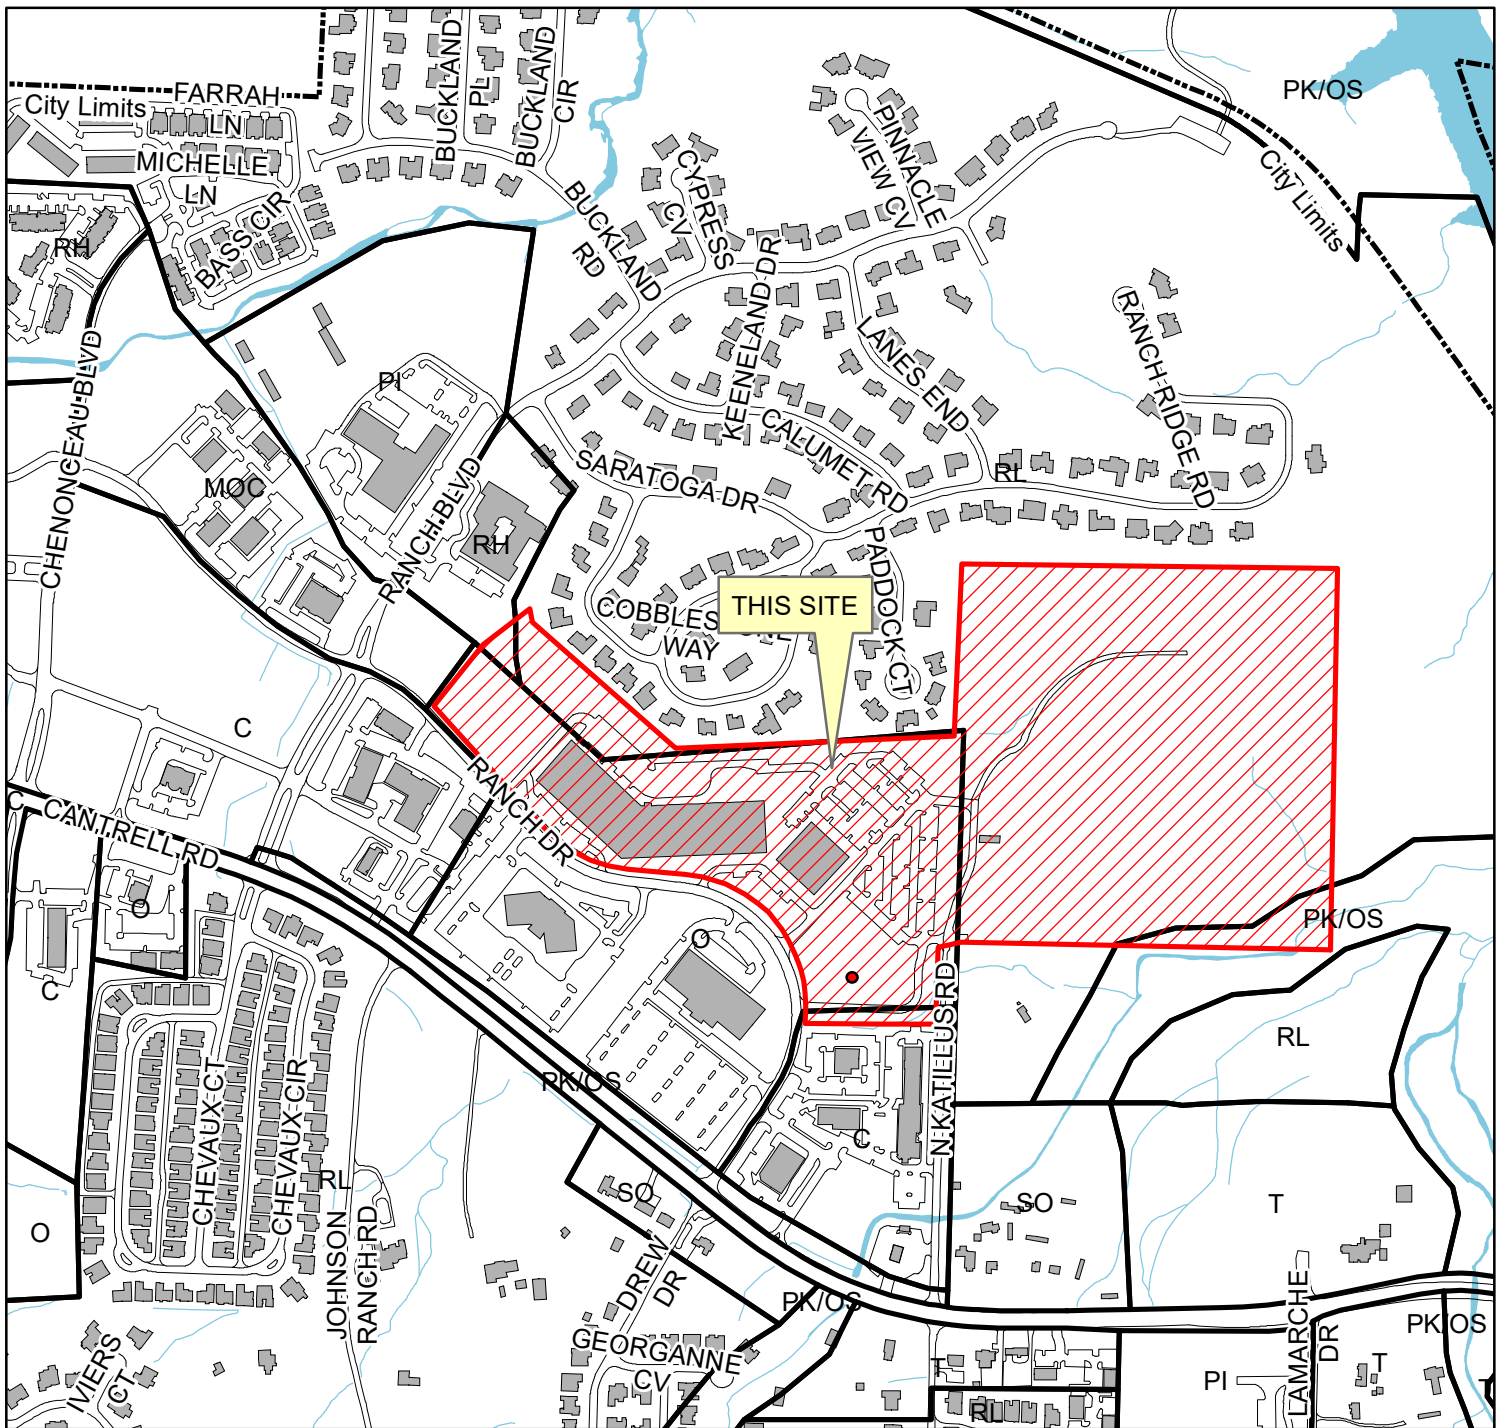 FARRAH
LN
City Limits
MICHELLE
LN
BASS CIR
BUCKLAND
PL
BUCKLAND
CIR
BUCKLAND
RD
CYPRESS
CV
PINNACLE
VIEW CV
PK/OS
City Limits
RH
CHENONCEAU BLVD
KEENELAND DR
LANES END
RANCH RIDGE RD
PI
CALUMET RD
SARATOGA DR
RL
MOC
RANCH BLVD
RH
PADDOCK CT
THIS SITE
COBBLES ONE
WAY
C
RANCH DR
C
CANTRELL RD
O
C
O
PK/OS
N KATILLUS RD
RL
PK/OS
CHEVAUX CT
CHEVAUX CIR
RL
C
SO
SO
T
O
JOHNSON
RANCH RD
DREW
DR
PK/OS
LAMARCHE
DR
PK/OS
GEORGANNE
CV
IVIERS
CT
T
PI
T
RL